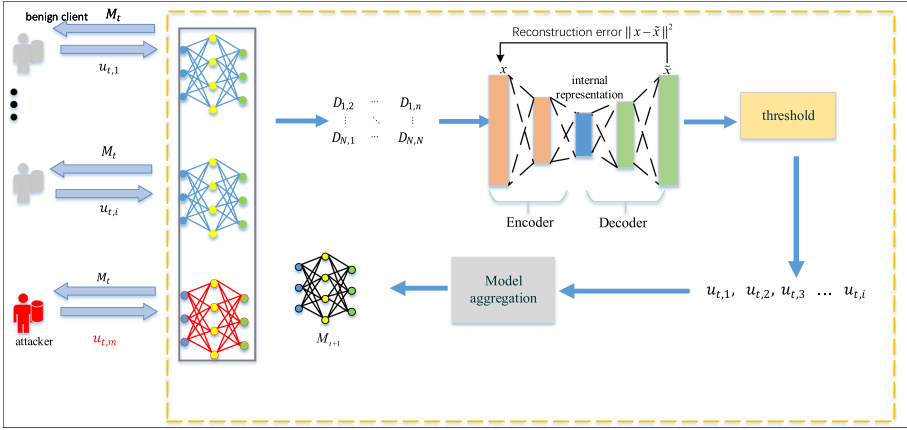 benign client
M_t
u_{t,1}
M_t
u_{t,i}
M_t
u_{t,m}
attacker
D_{1,2} ⋯ D_{1,n}
⋮ ⋱ ⋮
D_{N,1} ⋯ D_{N,N}
Reconstruction error ‖ x − x̃ ‖²
x
x̃
internal
representation
Encoder
Decoder
threshold
u_{t,1}, u_{t,2}, u_{t,3} … u_{t,i}
Model
aggregation
M_{t+1}